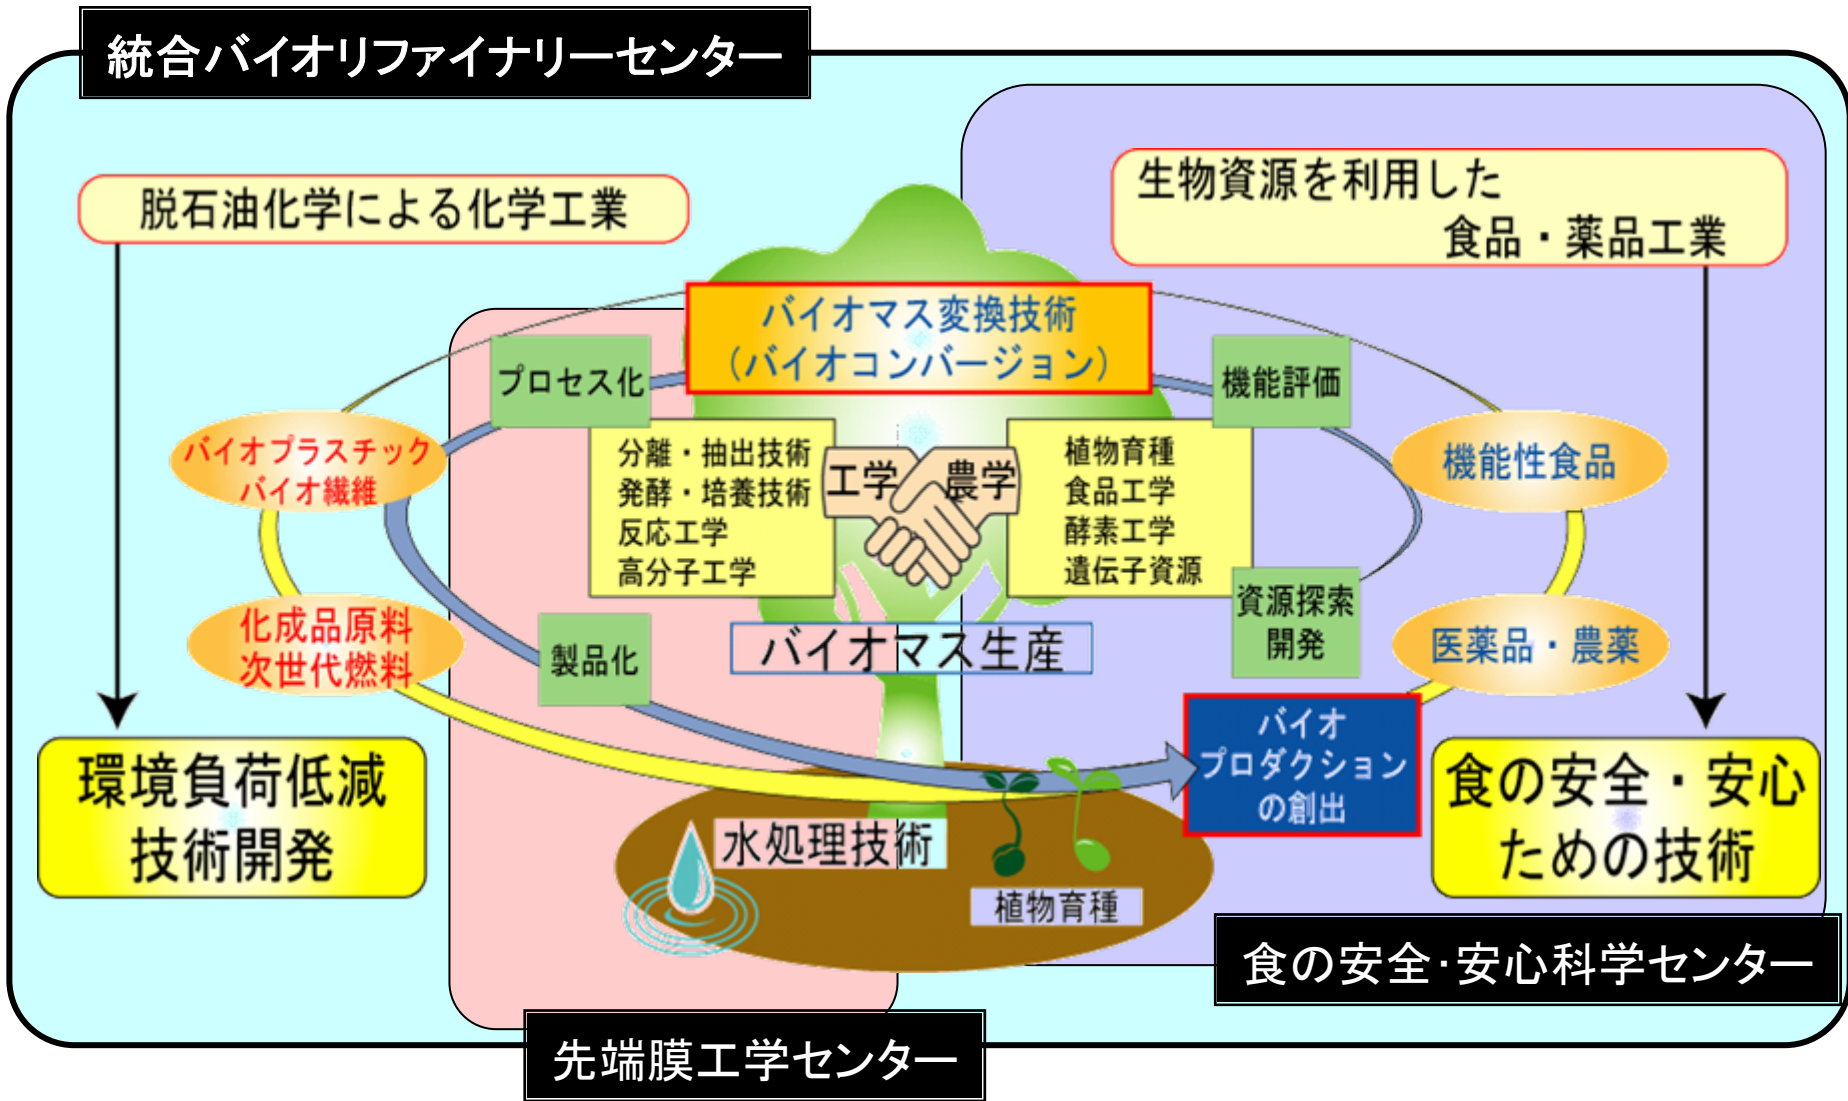 統合バイオリファイナリーセンター
脱石油化学による化学工業
生物資源を利用した
食品・薬品工業
バイオマス変換技術
（バイオコンバージョン）
プロセス化
機能評価
バイオプラスチック
バイオ繊維
分離・抽出技術
発酵・培養技術
反応工学
高分子工学
工学
農学
植物育種
食品工学
酵素工学
遺伝子資源
機能性食品
化成品原料
次世代燃料
製品化
バイオマス生産
資源探索
開発
医薬品・農薬
環境負荷低減
技術開発
バイオ
プロダクション
の創出
食の安全・安心
ための技術
水処理技術
植物育種
食の安全・安心科学センター
先端膜工学センター